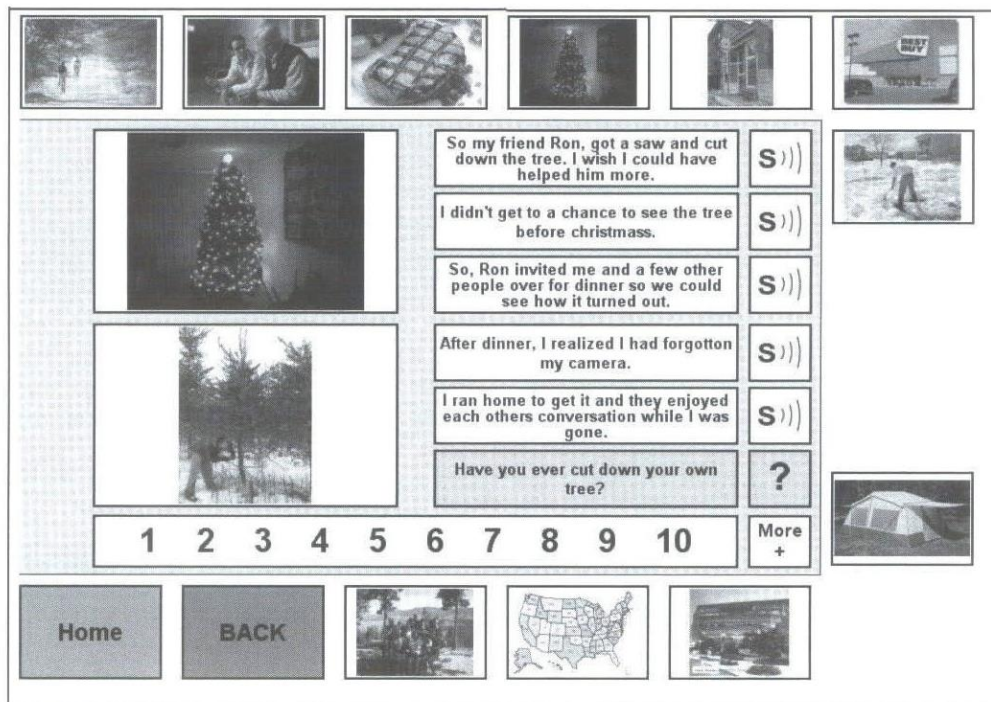 BEST
BUY
So my friend Ron, got a saw and cut
down the tree. I wish I could have
helped him more.
S
I didn't get to a chance to see the tree
before christmass.
S
So, Ron invited me and a few other
people over for dinner so we could
see how it turned out.
S
After dinner, I realized I had forgotton
my camera.
S
I ran home to get it and they enjoyed
each others conversation while I was
gone.
S
Have you ever cut down your own
tree?
?
1 2 3 4 5 6 7 8 9 10
More
+
Home
BACK